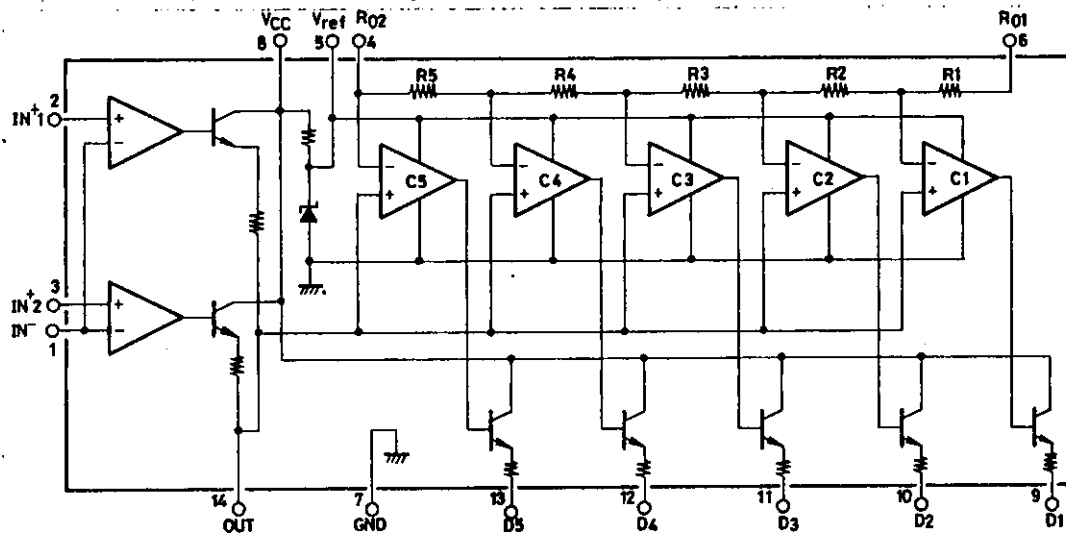 VCC Vref RO2 RO1
8 5 4 6
R5 R4 R3 R2 R1
2
IN+1
+
−
− − − − −
C5 C4 C3 C2 C1
+ + + + +
3
IN+2
+
IN− −
1
14 7 13 12 11 10 9
OUT GND D5 D4 D3 D2 D1